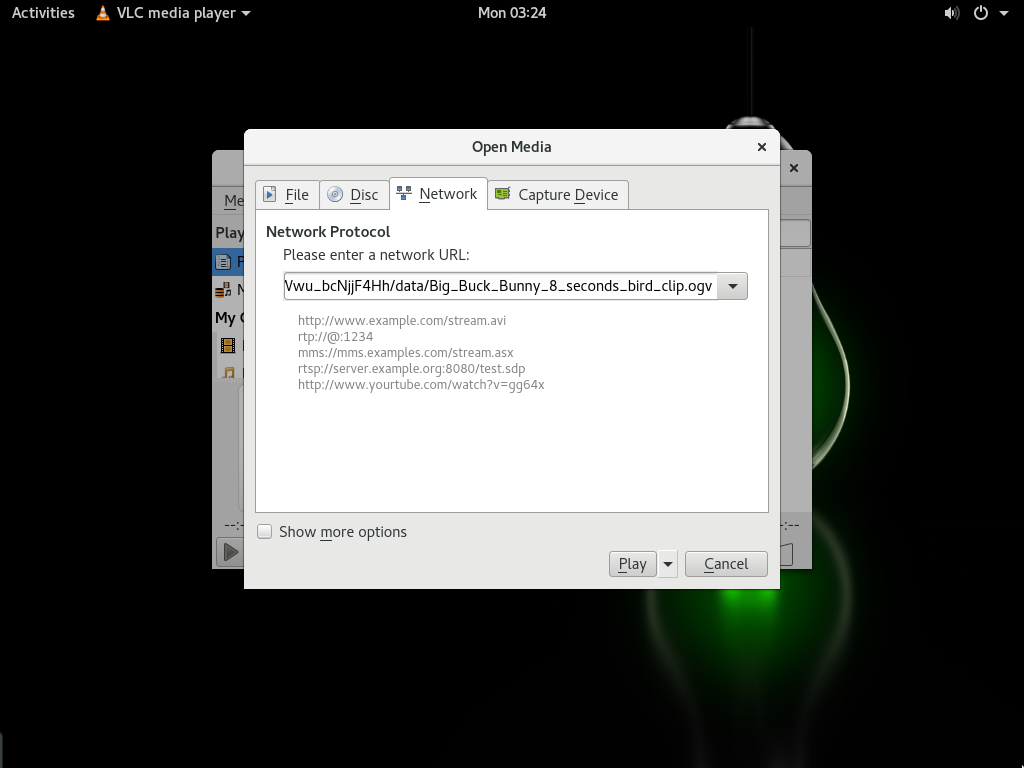 Activities VLC media player Mon 03:24
Open Media
File Disc Network Capture Device
Network Protocol
Please enter a network URL:
Vwu_bcNjjF4Hh/data/Big_Buck_Bunny_8_seconds_bird_clip.ogv
http://www.example.com/stream.avi
rtp://@:1234
mms://mms.examples.com/stream.asx
rtsp://server.example.org:8080/test.sdp
http://www.yourtube.com/watch?v=gg64x
Show more options
Play Cancel
Me
Play
P
M
My C
--:-
:--